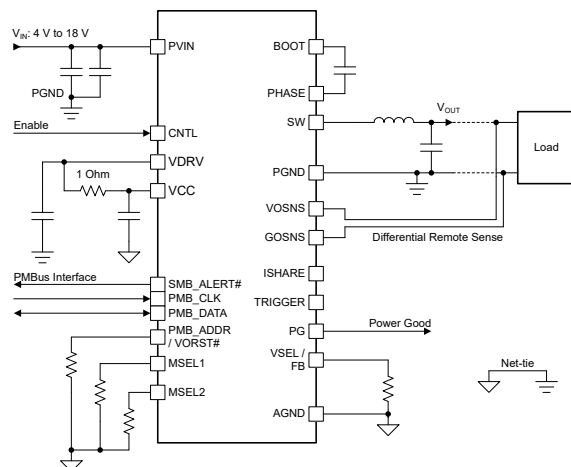 V_IN: 4 V to 18 V
PGND
Enable
1 Ohm
PMBus Interface
PVIN
CNTL
VDRV
VCC
SMB_ALERT#
PMB_CLK
PMB_DATA
PMB_ADDR
/ VORST#
MSEL1
MSEL2
BOOT
PHASE
SW
PGND
VOSNS
GOSNS
ISHARE
TRIGGER
PG
VSEL /
FB
AGND
V_OUT
Load
Differential Remote Sense
Power Good
Net-tie